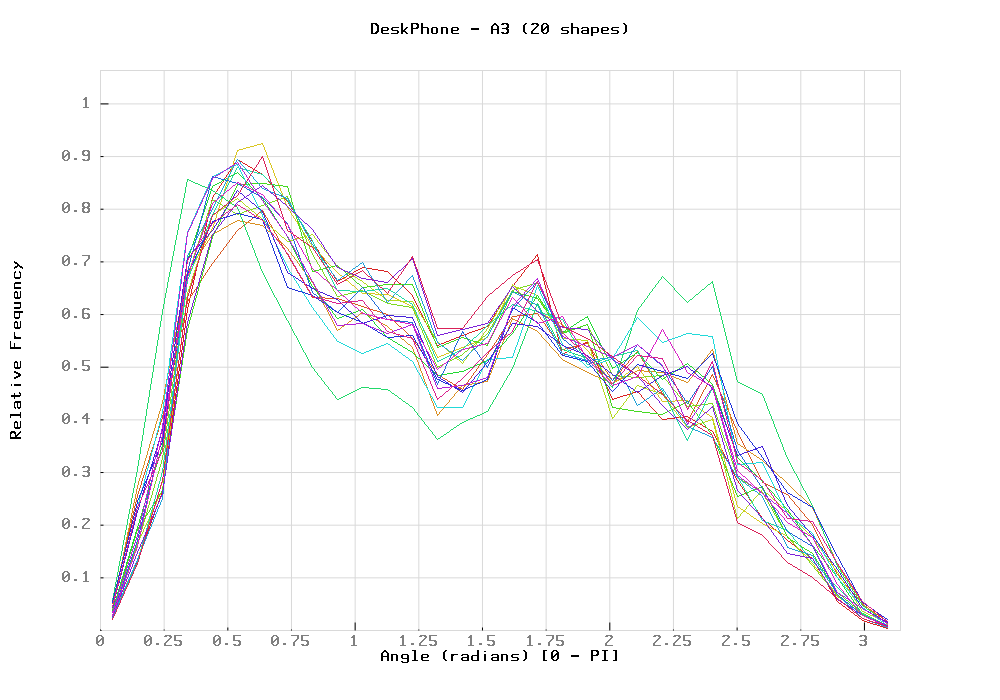 DeskPhone - A3 (20 shapes)
1
0.9
0.8
0.7
0.6
0.5
0.4
0.3
0.2
0.1
Relative Frequency
0 0.25 0.5 0.75 1 1.25 1.5 1.75 2 2.25 2.5 2.75 3
Angle (radians) [0 - PI]